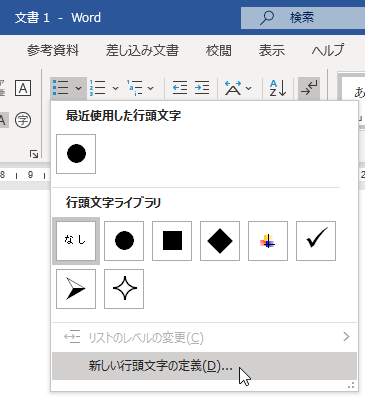 文書 1 - Word
検索
参考資料
差し込み文書
校閲
表示
ヘルプ
最近使用した行頭文字
行頭文字ライブラリ
なし
リストのレベルの変更(C)
新しい行頭文字の定義(D)...